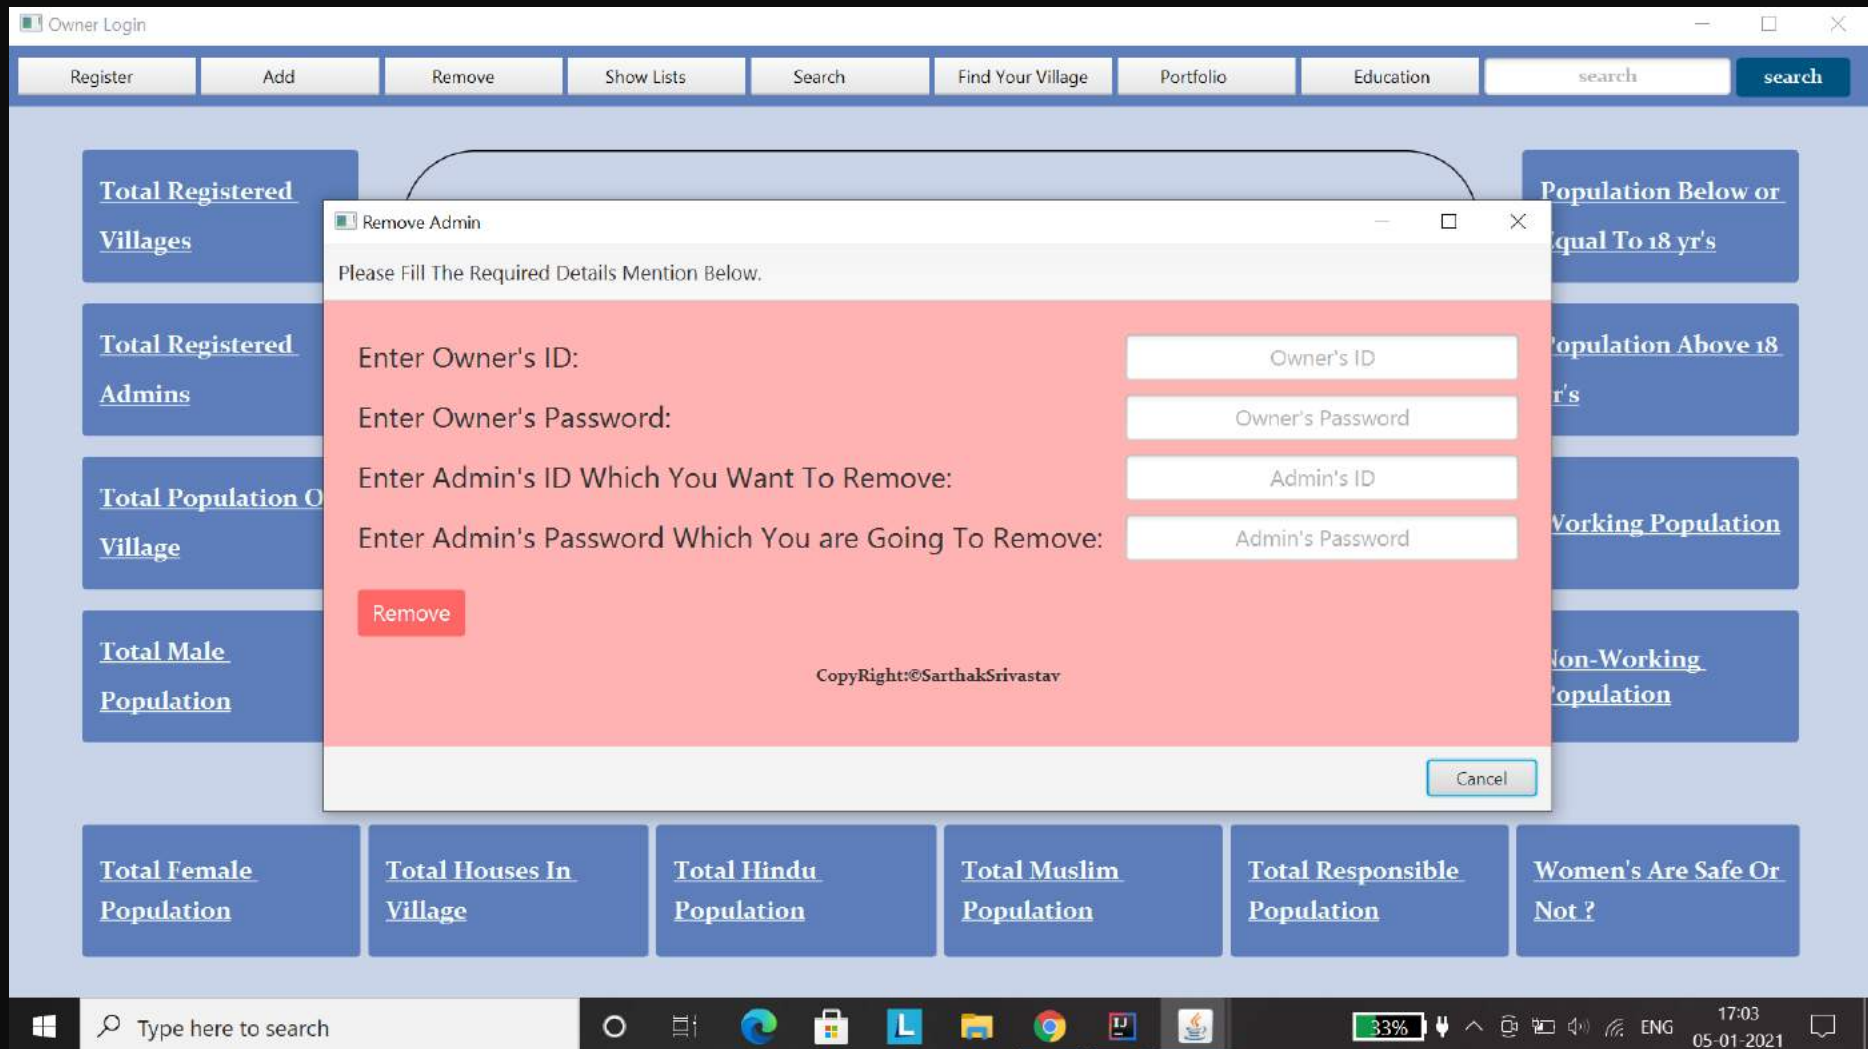 Owner Login
Register Add Remove Show Lists Search Find Your Village Portfolio Education search search
Total Registered
Villages
Total Registered
Admins
Total Population O
Village
Total Male
Population
Remove Admin
Please Fill The Required Details Mention Below.
Enter Owner's ID: Owner's ID
Enter Owner's Password: Owner's Password
Enter Admin's ID Which You Want To Remove: Admin's ID
Enter Admin's Password Which You are Going To Remove: Admin's Password
Remove
CopyRight:©SarthakSrivastav
Cancel
Population Below or
qual To 18 yr's
opulation Above 18
r's
Working Population
Non-Working
opulation
Total Female
Population
Total Houses In
Village
Total Hindu
Population
Total Muslim
Population
Total Responsible
Population
Women's Are Safe Or
Not ?
Type here to search
33%
ENG
17:03
05-01-2021